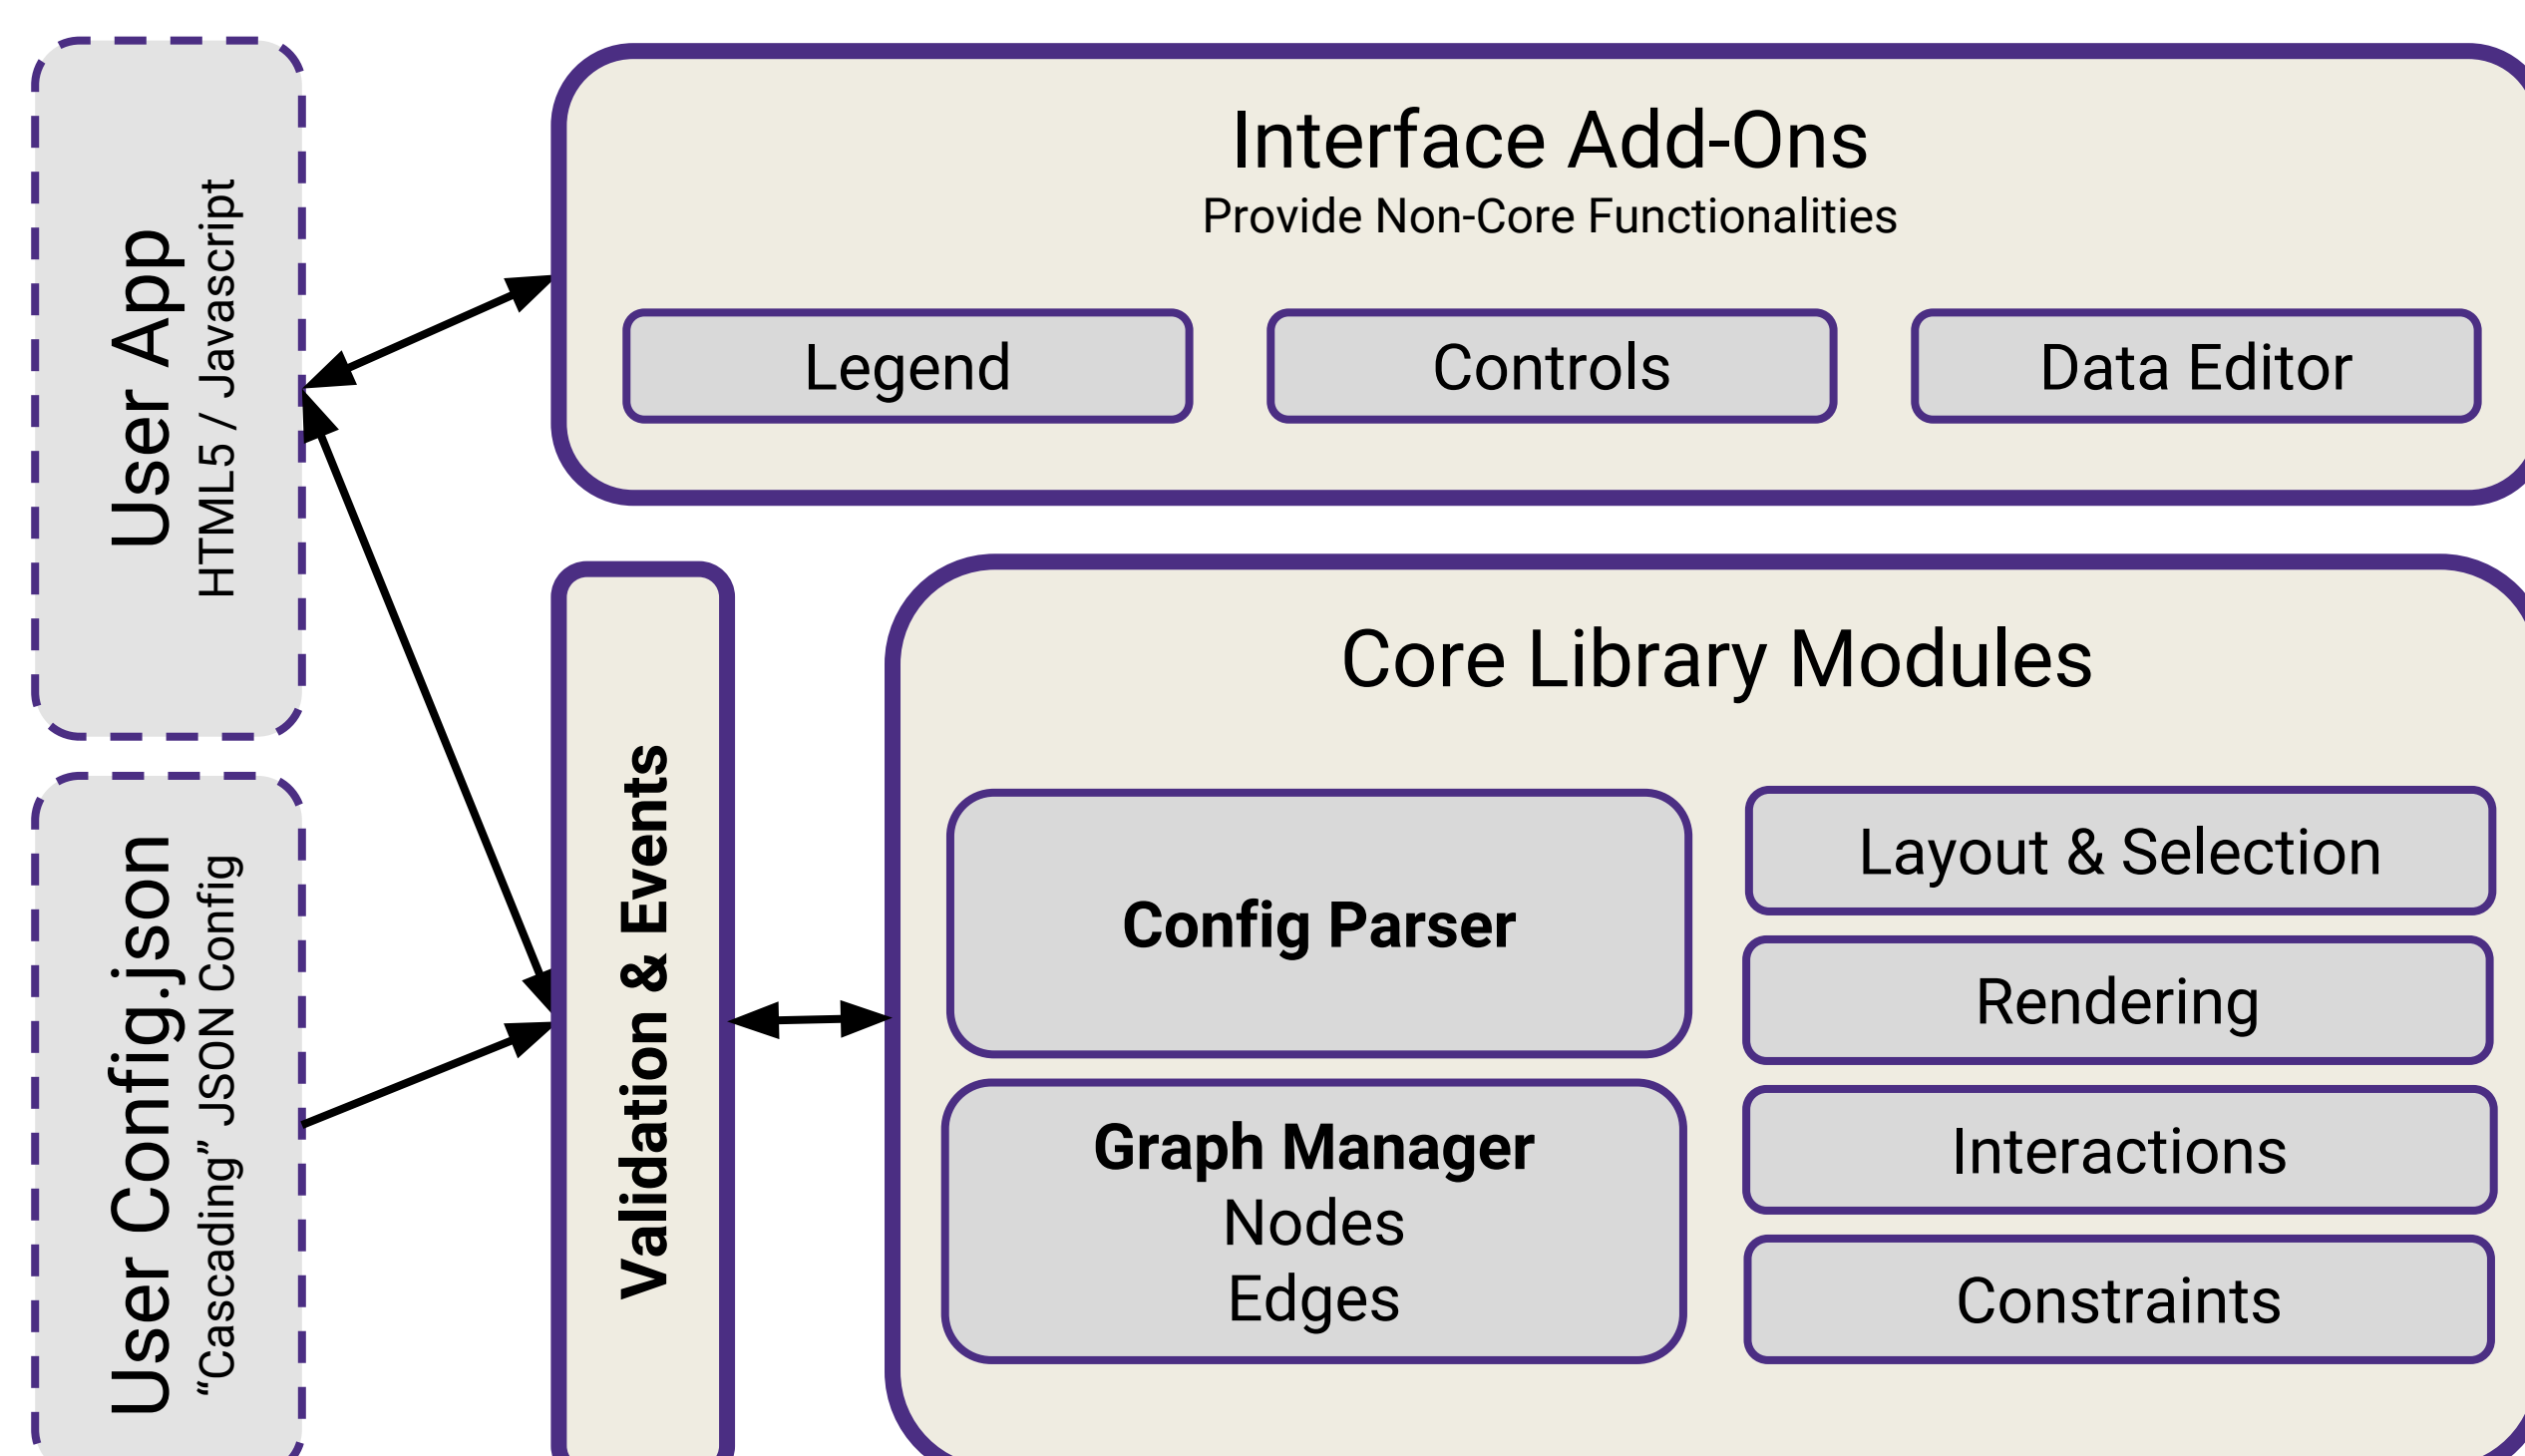 User App
HTML5 / Javascript
Interface Add-Ons
Provide Non-Core Functionalities
Legend
Controls
Data Editor
User Config.json
“Cascading” JSON Config
Validation & Events
Core Library Modules
Config Parser
Graph Manager
Nodes
Edges
Layout & Selection
Rendering
Interactions
Constraints